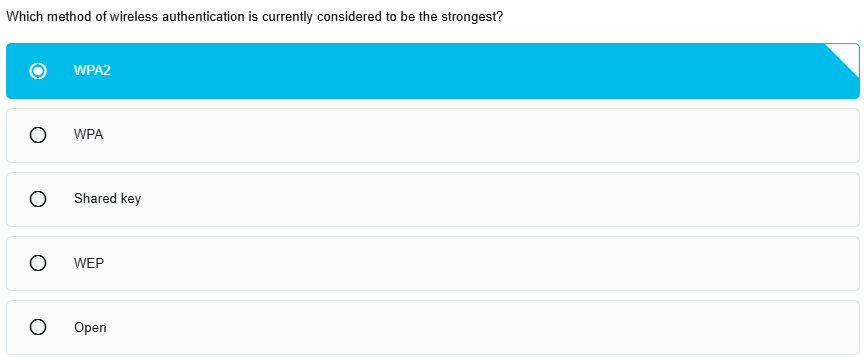 Which method of wireless authentication is currently considered to be the strongest?
WPA2
WPA
Shared key
WEP
Open